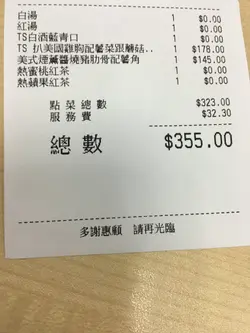 白湯 1 $0.00
紅湯 1 $0.00
TS白酒藍青口 1 $0.00
TS 扒美國雞胸配薯菜跟蘑菇.. 1 $178.00
美式煙燻醬燒豬肋骨配薯角 1 $145.00
熱蜜桃紅茶 1 $0.00
熱蘋果紅茶 1 $0.00
點菜總數 $323.00
服務費 $32.30
總數 $355.00
多謝惠顧 請再光臨